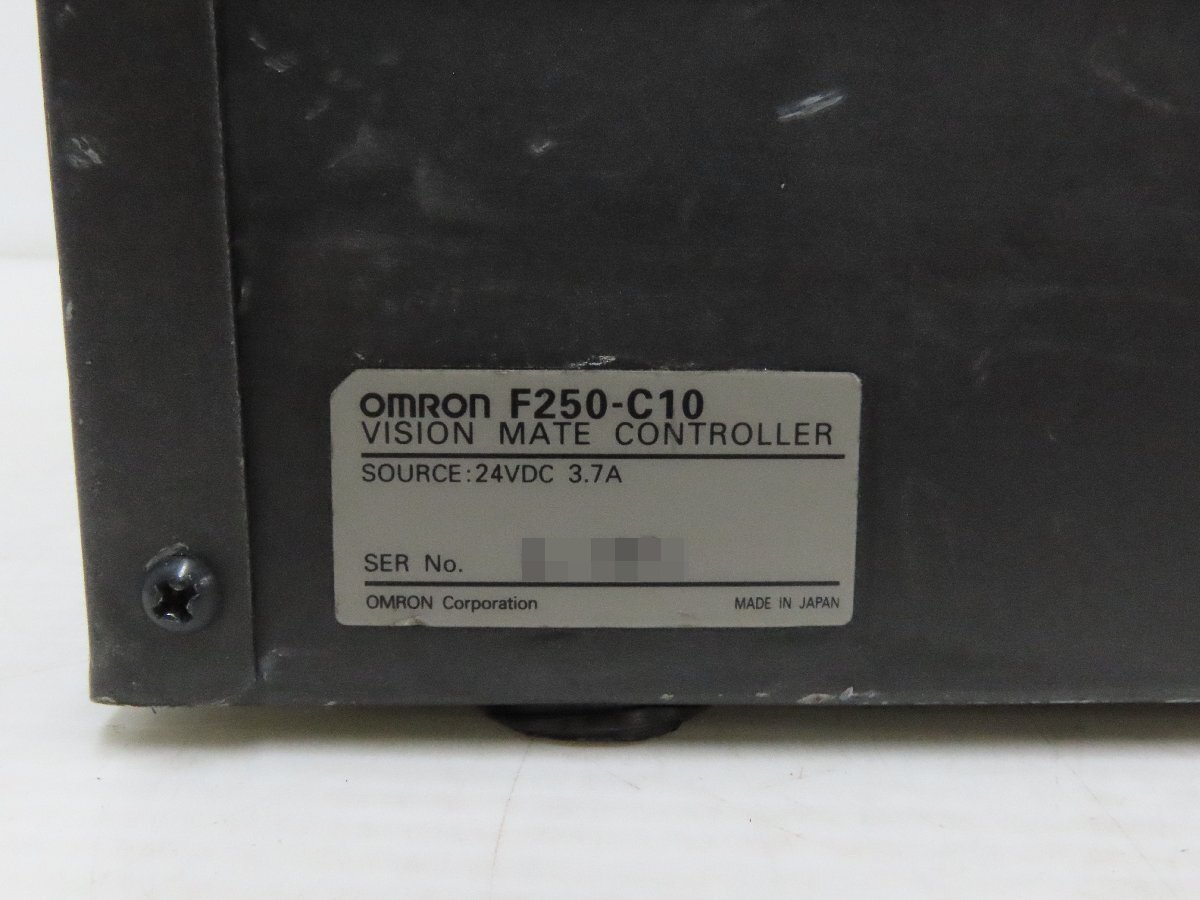 OMRON F250-C10
VISION MATE CONTROLLER
SOURCE:24VDC 3.7A
SER No.
OMRON Corporation MADE IN JAPAN